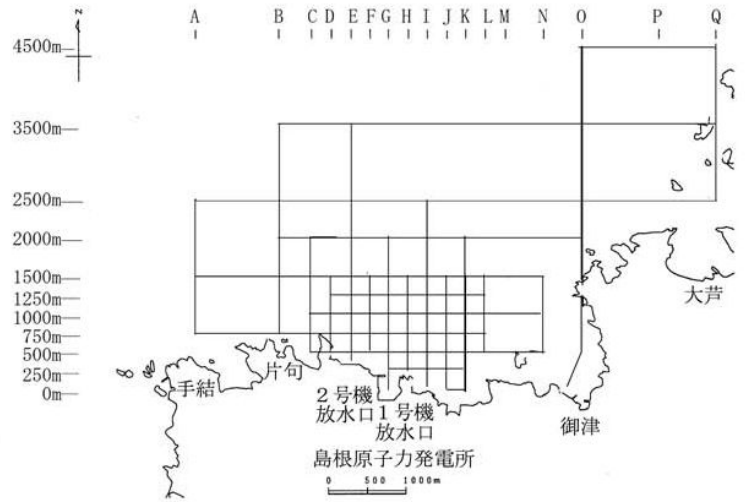 A B C D E F G H I J K L M N O P Q
z
4500m
3500m
2500m
2000m
1500m
1250m
1000m
750m
500m
250m
0m
大芦
手結
片句
2号機
放水口
1号機
放水口
御津
島根原子力発電所
0 500 1000m